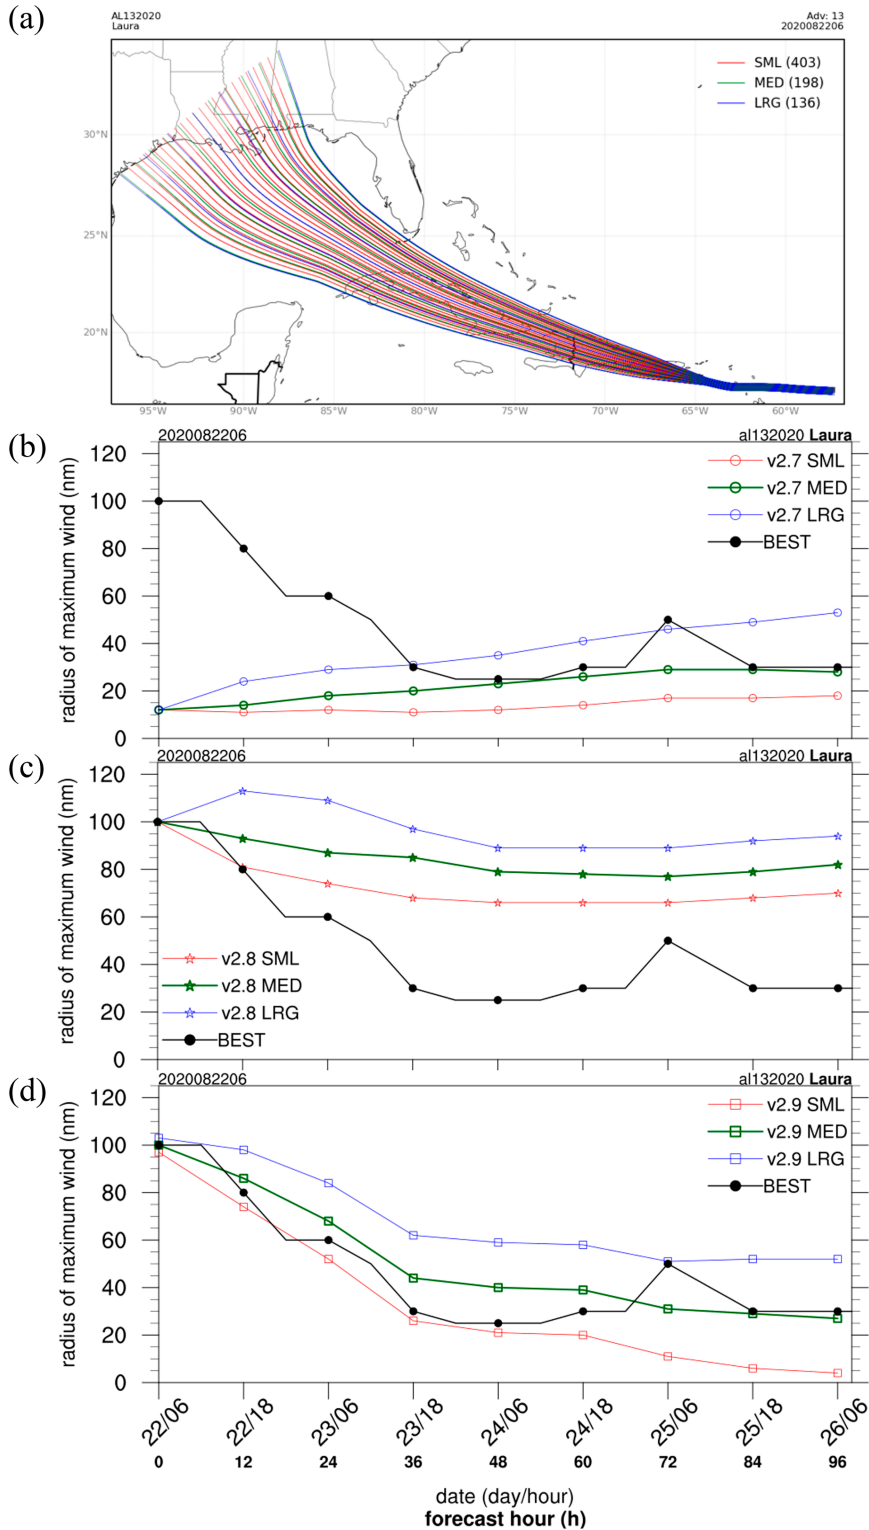 (a)
AL132020
Laura
Adv: 13
2020082206
SML (403)
MED (198)
LRG (136)
30°N
25°N
20°N
95°W 90°W 85°W 80°W 75°W 70°W 65°W 60°W
(b)
2020082206
al132020 Laura
radius of maximum wind (nm)
120
100
80
60
40
20
0
v2.7 SML
v2.7 MED
v2.7 LRG
BEST
(c)
2020082206
al132020 Laura
radius of maximum wind (nm)
120
100
80
60
40
20
0
v2.8 SML
v2.8 MED
v2.8 LRG
BEST
(d)
2020082206
al132020 Laura
radius of maximum wind (nm)
120
100
80
60
40
20
0
v2.9 SML
v2.9 MED
v2.9 LRG
BEST
22/06 22/18 23/06 23/18 24/06 24/18 25/06 25/18 26/06
0 12 24 36 48 60 72 84 96
date (day/hour)
forecast hour (h)